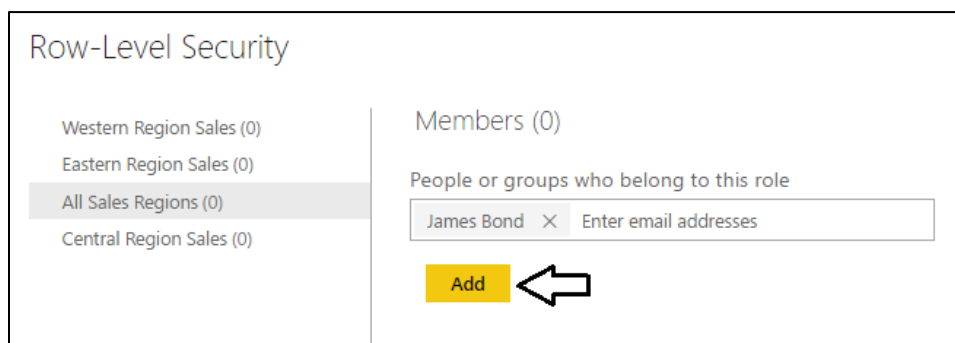 Row-Level Security
Western Region Sales (0)
Eastern Region Sales (0)
All Sales Regions (0)
Central Region Sales (0)
Members (0)
People or groups who belong to this role
James Bond × Enter email addresses
Add